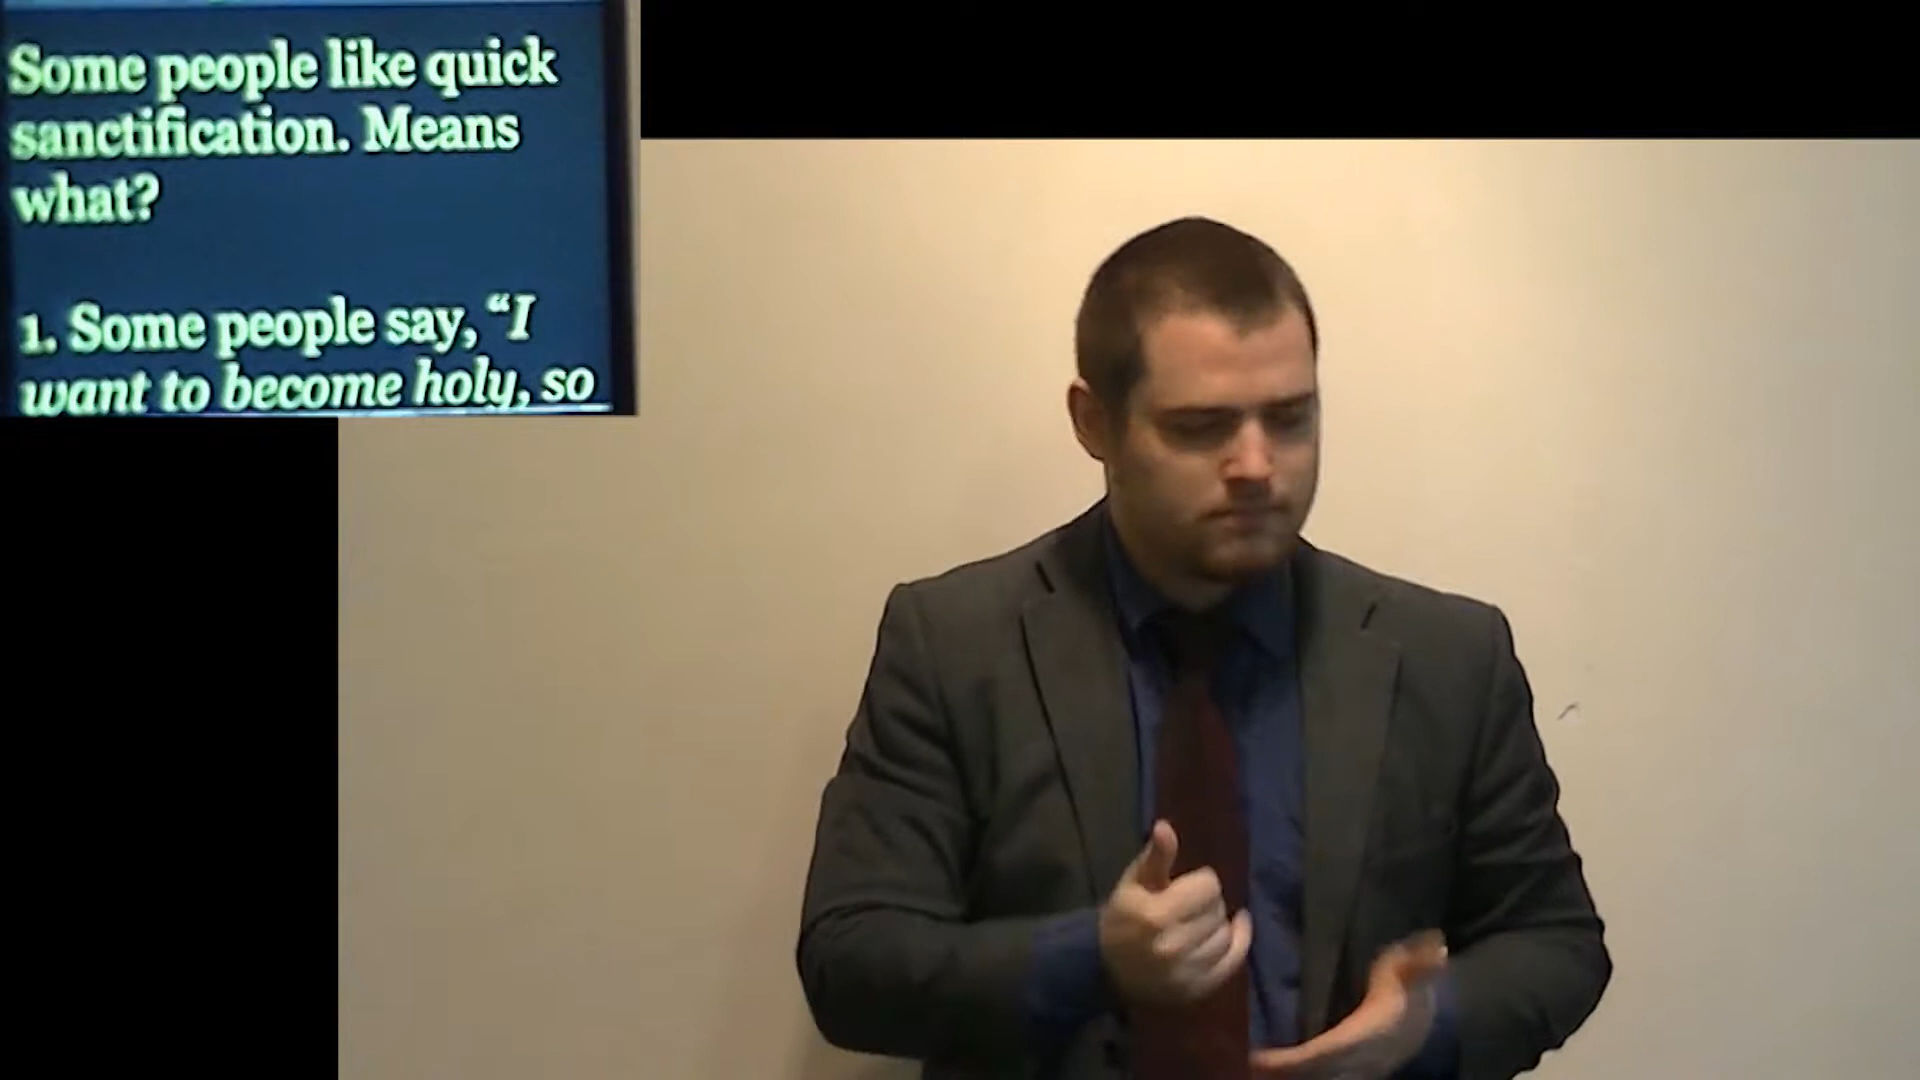 Some people like quick
sanctification. Means
what?
1. Some people say, “I
want to become holy, so